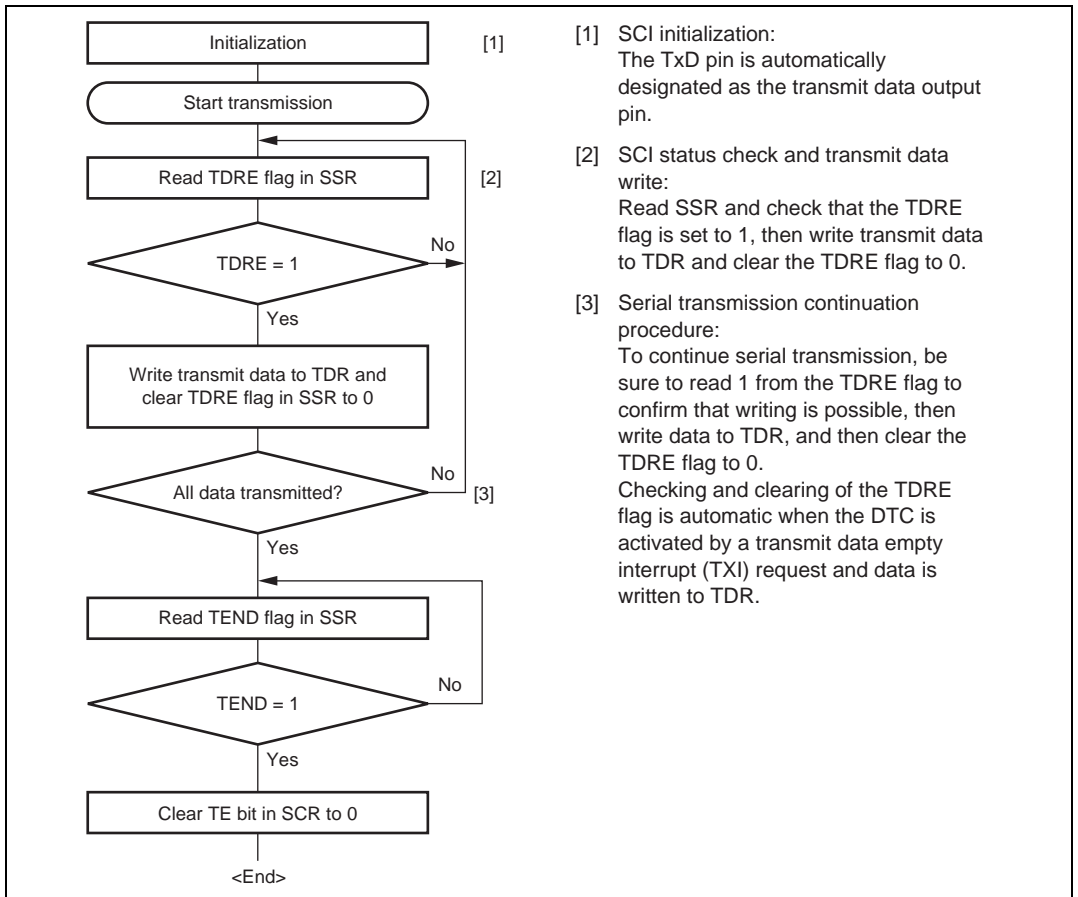 Initialization
[1]
Start transmission
Read TDRE flag in SSR
[2]
No
TDRE = 1
Yes
Write transmit data to TDR and
clear TDRE flag in SSR to 0
No
All data transmitted?
[3]
Yes
Read TEND flag in SSR
No
TEND = 1
Yes
Clear TE bit in SCR to 0
<End>
[1] SCI initialization:
The TxD pin is automatically
designated as the transmit data output
pin.
[2] SCI status check and transmit data
write:
Read SSR and check that the TDRE
flag is set to 1, then write transmit data
to TDR and clear the TDRE flag to 0.
[3] Serial transmission continuation
procedure:
To continue serial transmission, be
sure to read 1 from the TDRE flag to
confirm that writing is possible, then
write data to TDR, and then clear the
TDRE flag to 0.
Checking and clearing of the TDRE
flag is automatic when the DTC is
activated by a transmit data empty
interrupt (TXI) request and data is
written to TDR.